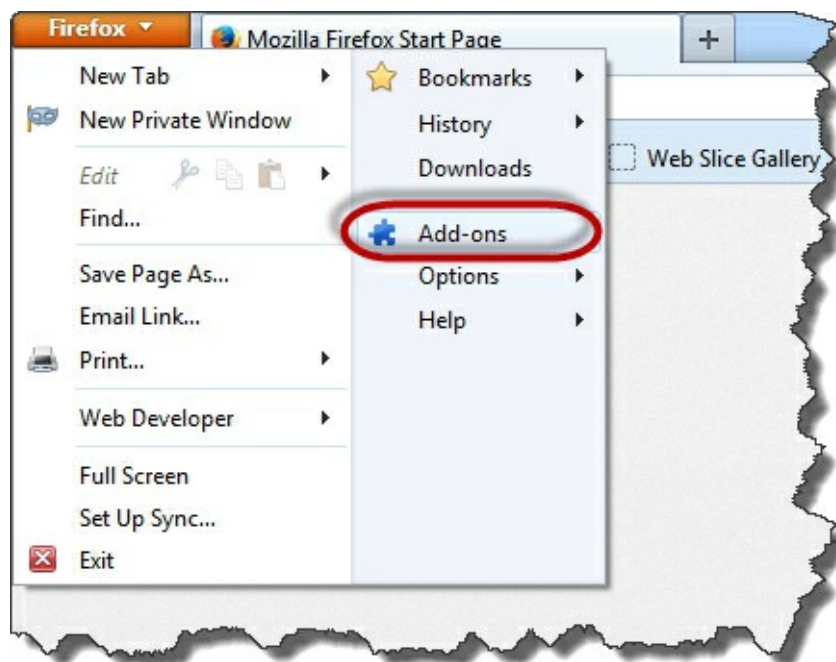 Firefox
Mozilla Firefox Start Page
+
New Tab
New Private Window
Edit
Find...
Save Page As...
Email Link...
Print...
Web Developer
Full Screen
Set Up Sync...
Exit
Bookmarks
History
Downloads
Add-ons
Options
Help
Web Slice Gallery